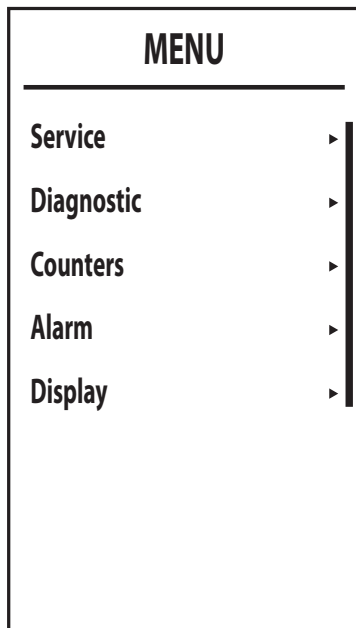 MENU
Service
Diagnostic
Counters
Alarm
Display